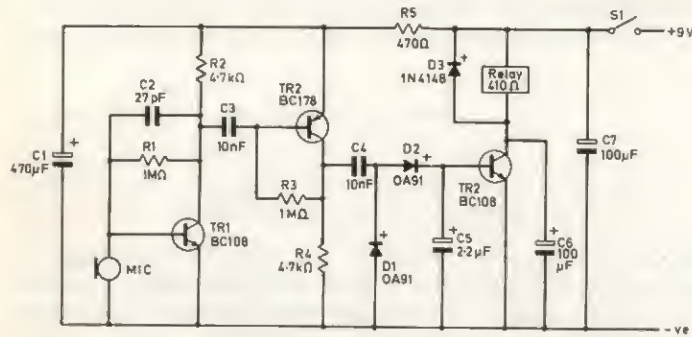 R5
470Ω
S1
+9V
R2
4·7kΩ
D3
1N4148
Relay
410Ω
C2
27pF
TR2
BC178
C3
10nF
C4
10nF
D2
OA91
C7
100µF
C1
470µF
R1
1MΩ
R3
1MΩ
TR2
BC108
TR1
BC108
C5
2·2µF
C6
100
µF
R4
4·7kΩ
D1
OA91
MIC
-ve